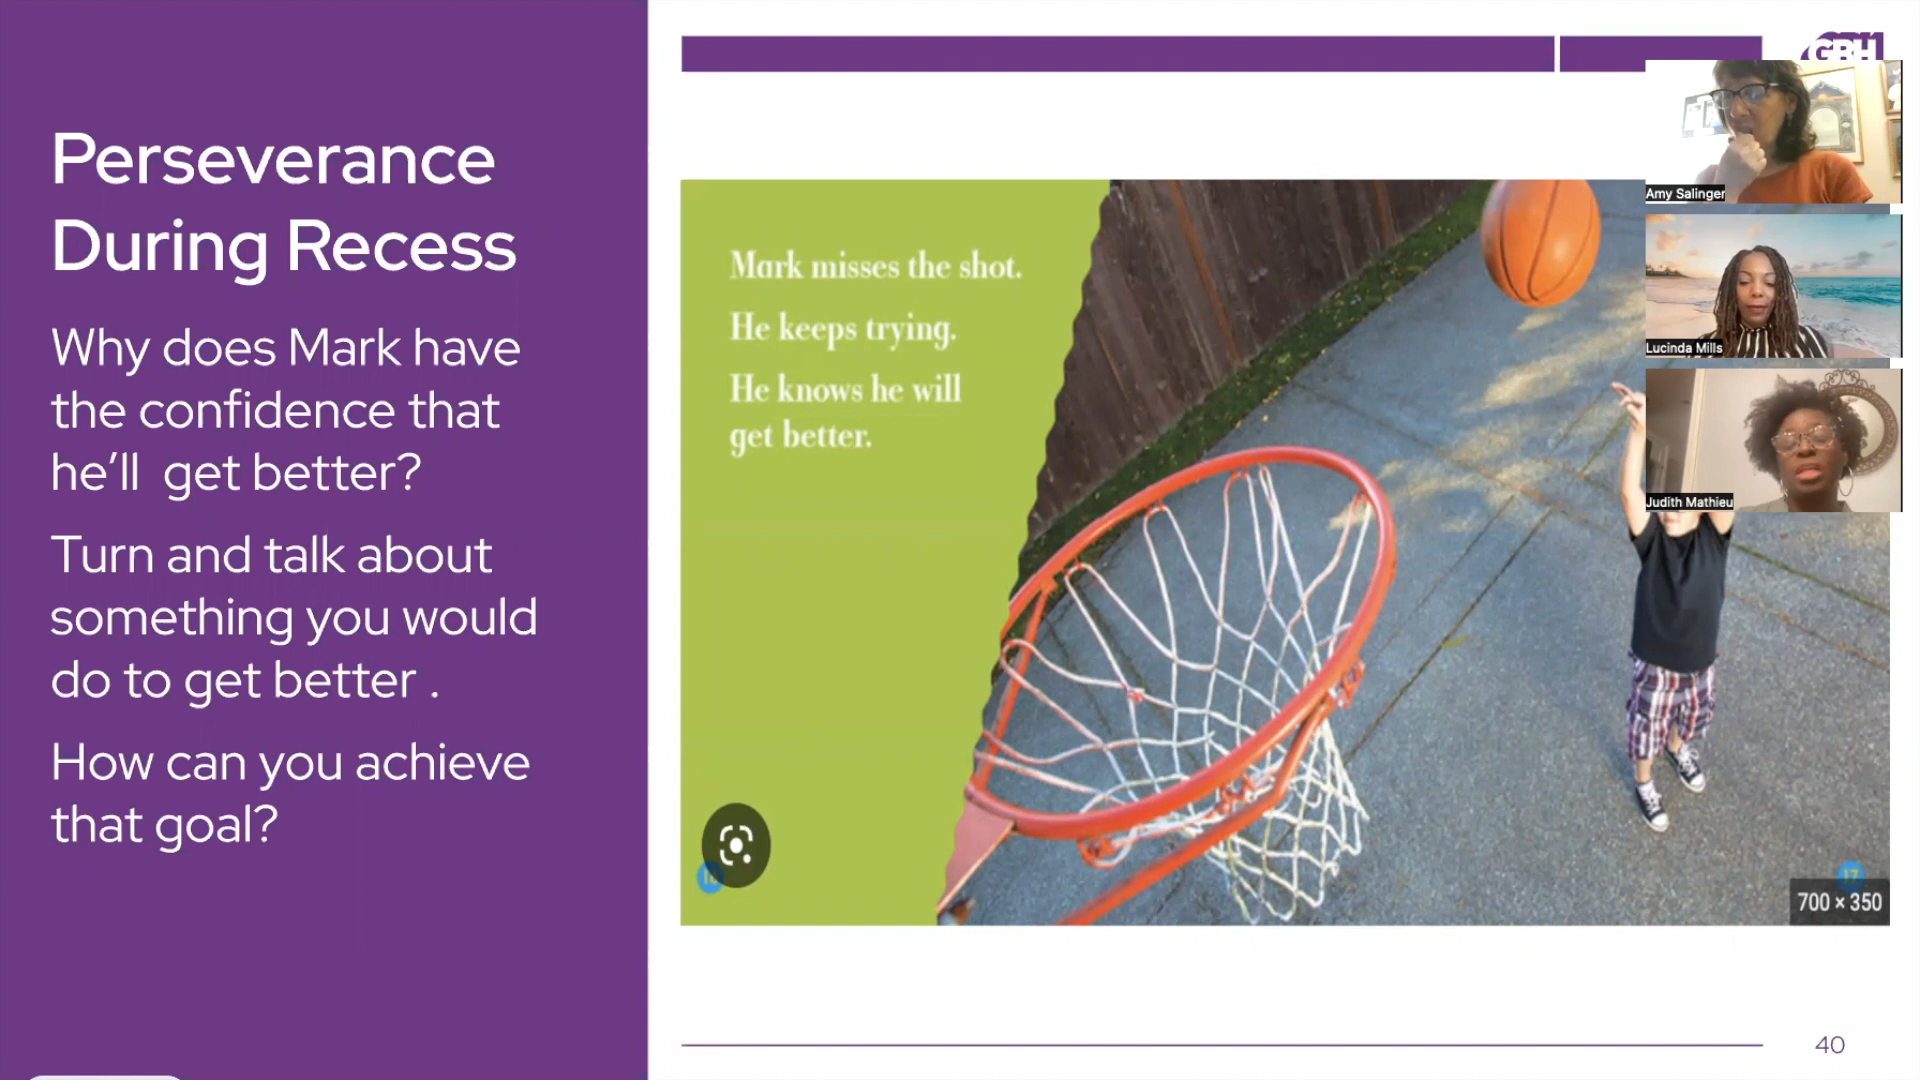 Perseverance
During Recess
Why does Mark have
the confidence that
he’ll  get better?
Turn and talk about
something you would
do to get better .
How can you achieve
that goal?
Mark misses the shot.
He keeps trying.
He knows he will
get better.
17
700 × 350
GBH
Amy Salinger
Lucinda Mills
Judith Mathieu
40